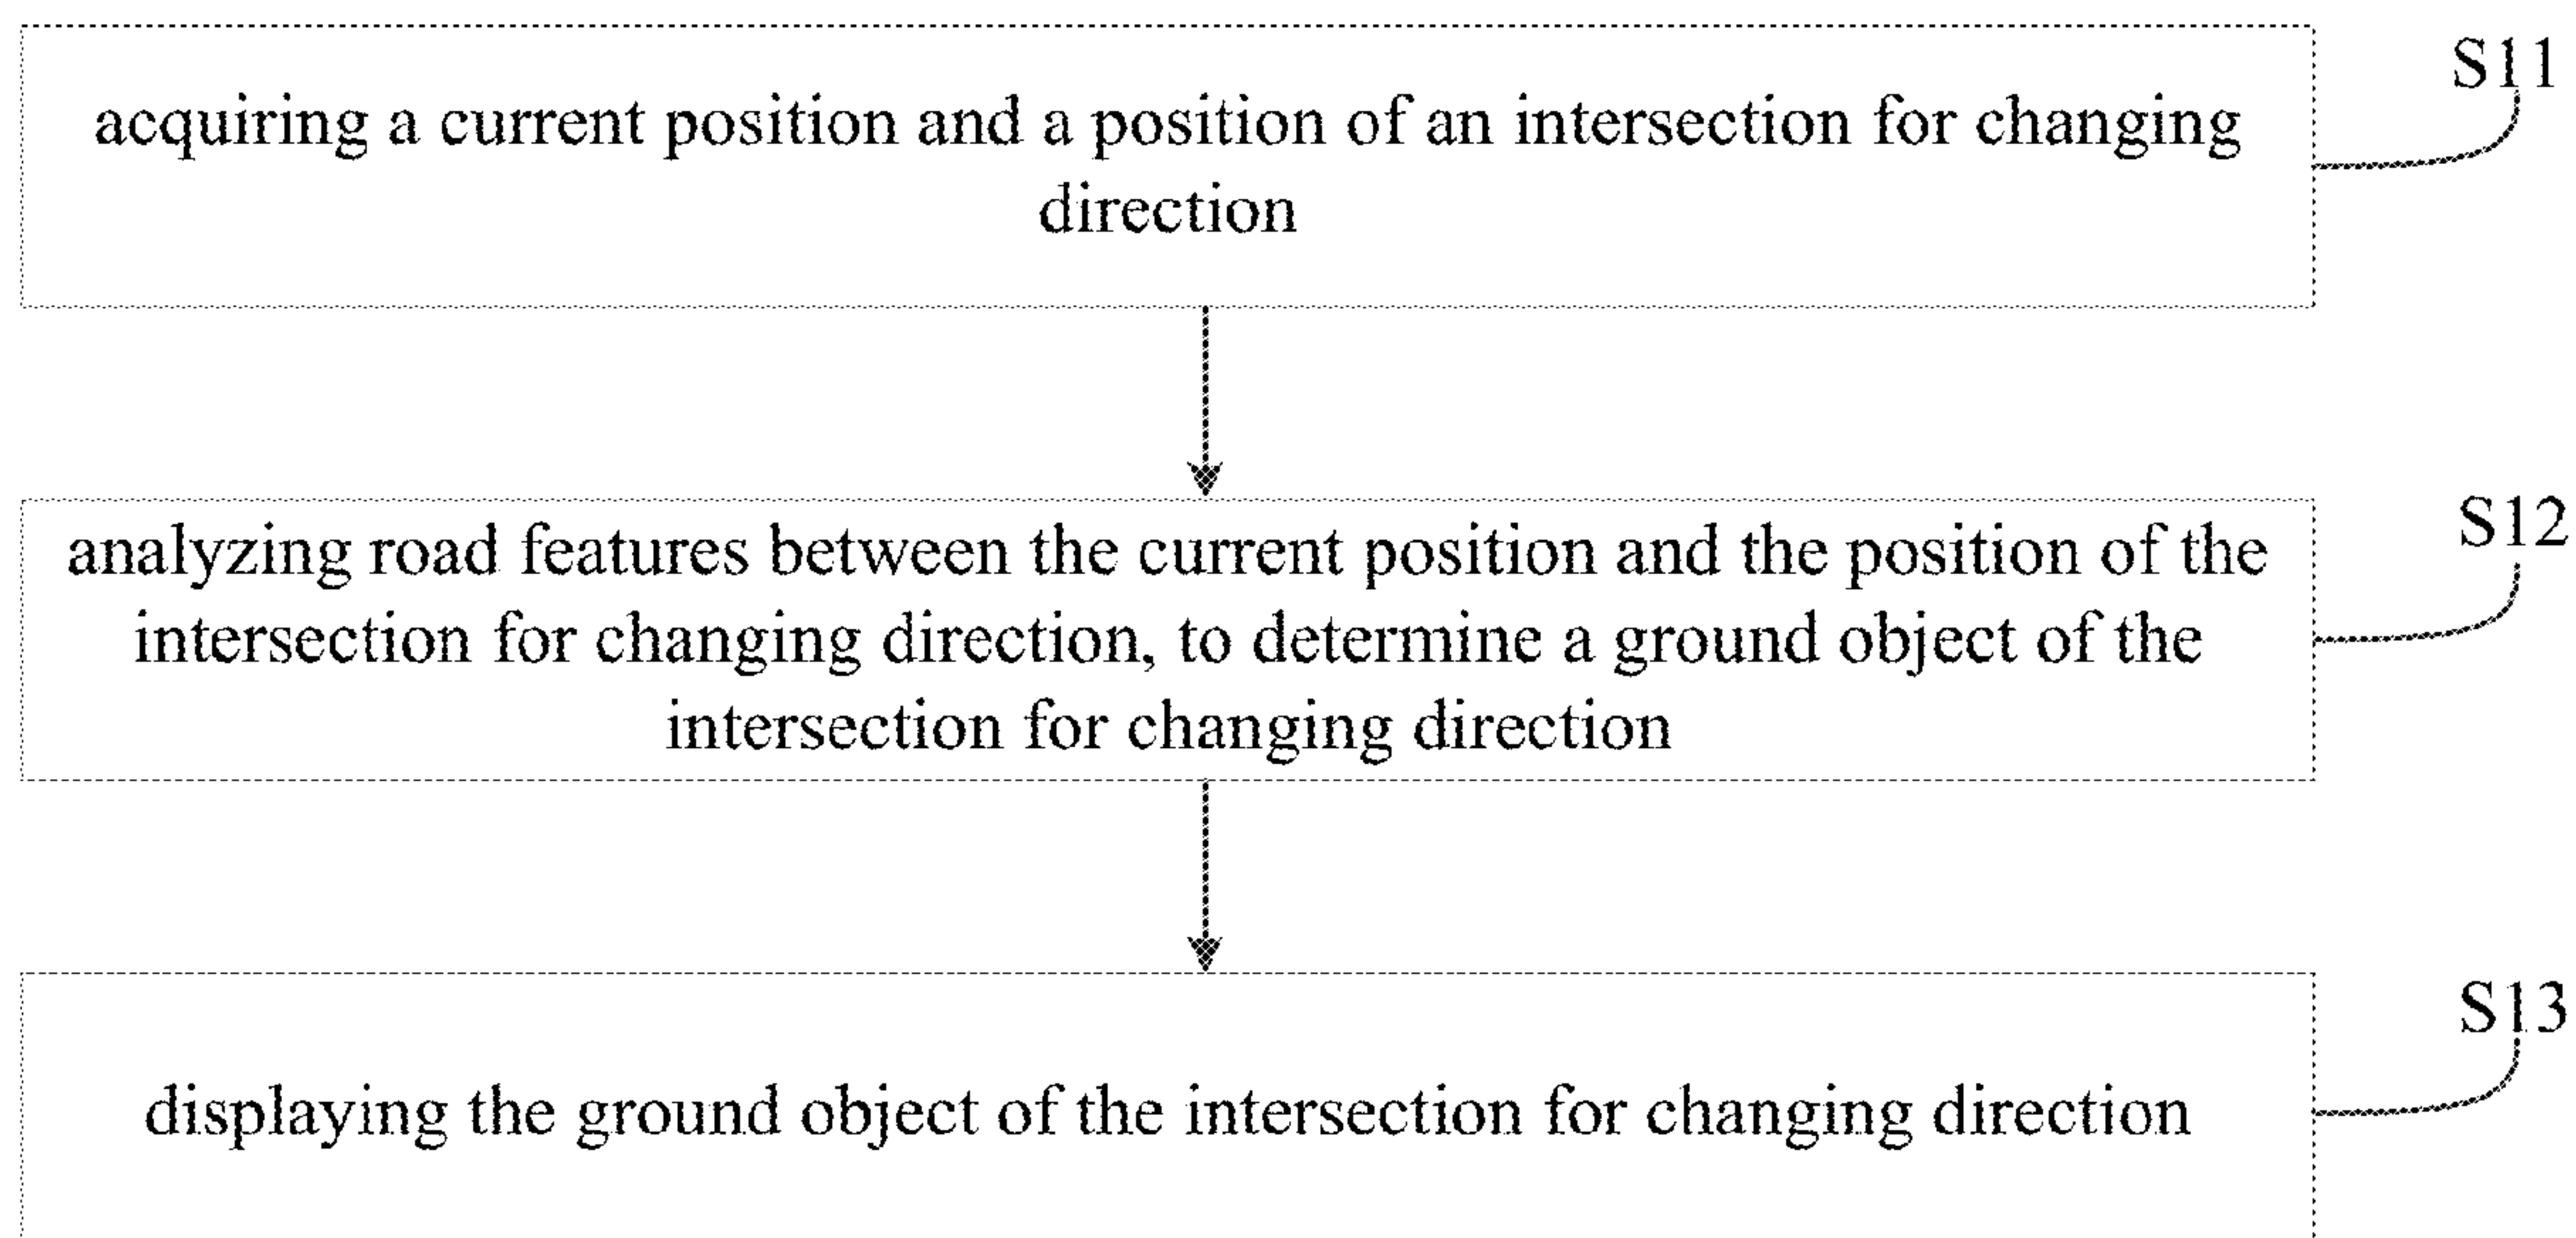 S11
acquiring a current position and a position of an intersection for changing
direction
S12
analyzing road features between the current position and the position of the
intersection for changing direction, to determine a ground object of the
intersection for changing direction
S13
displaying the ground object of the intersection for changing direction